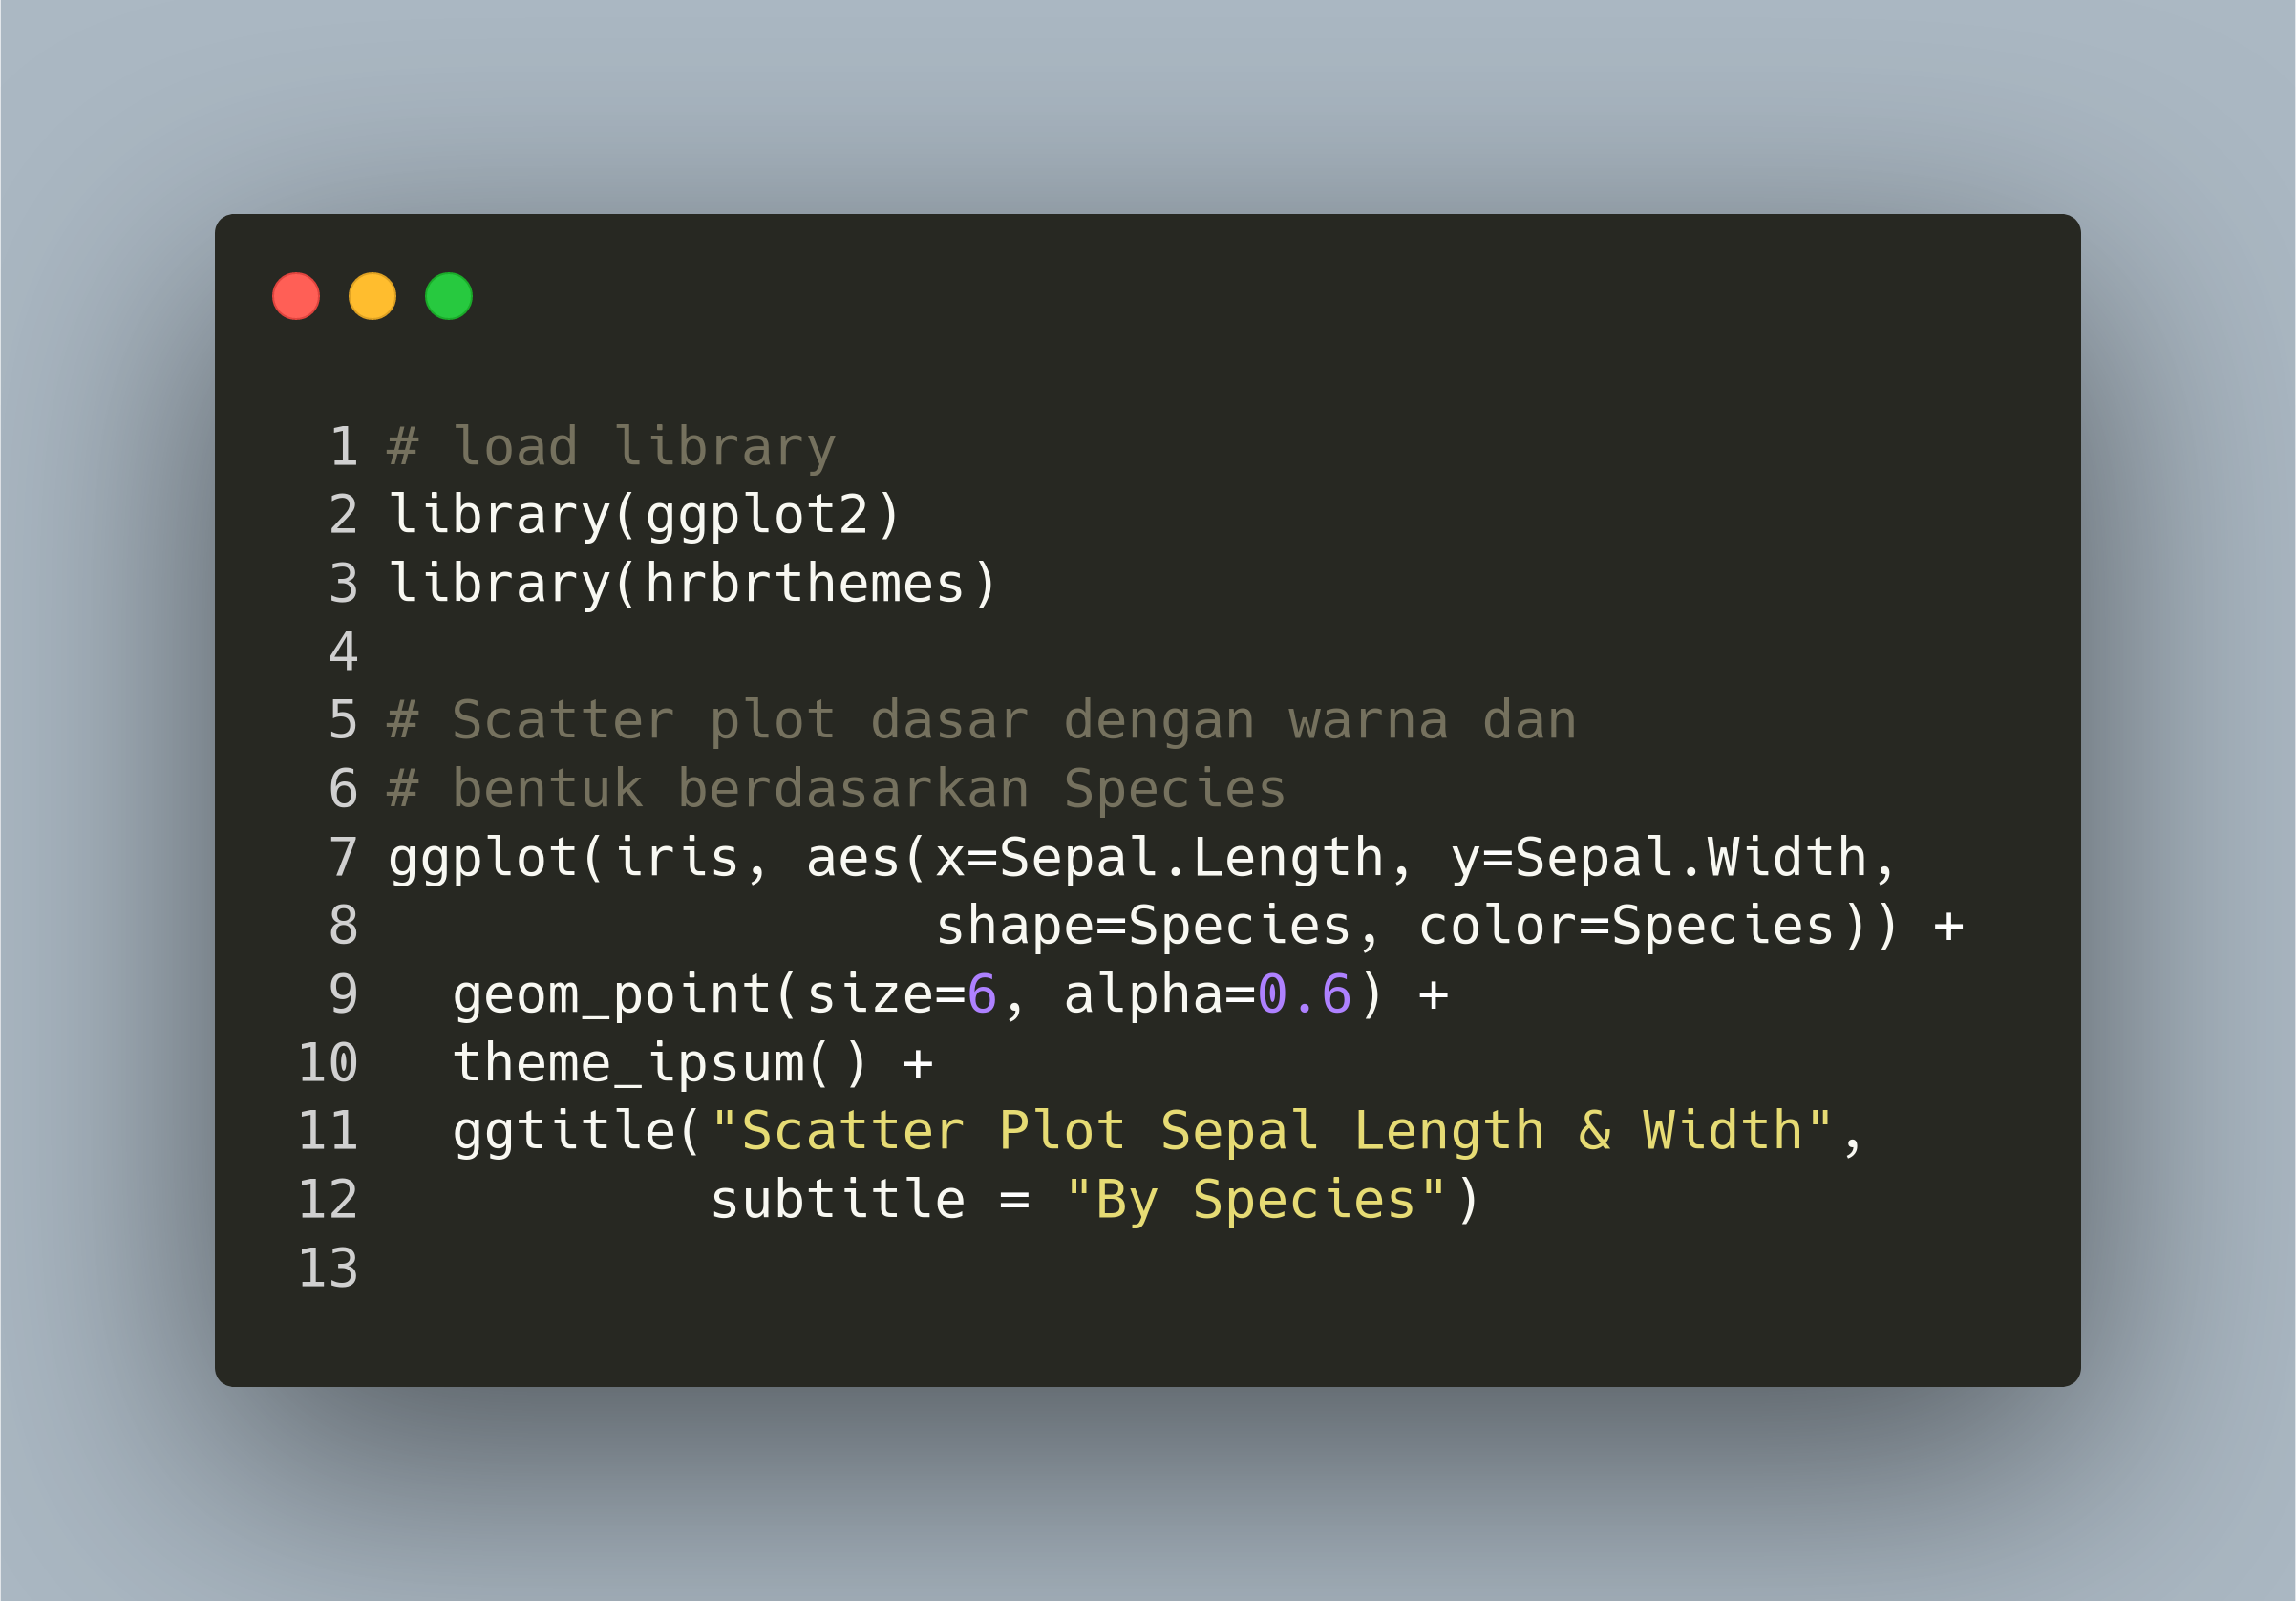 1 # load library
2 library(ggplot2)
3 library(hrbrthemes)
4
5 # Scatter plot dasar dengan warna dan
6 # bentuk berdasarkan Species
7 ggplot(iris, aes(x=Sepal.Length, y=Sepal.Width,
8                  shape=Species, color=Species)) +
9   geom_point(size=6, alpha=0.6) +
10   theme_ipsum() +
11   ggtitle("Scatter Plot Sepal Length & Width",
12           subtitle = "By Species")
13